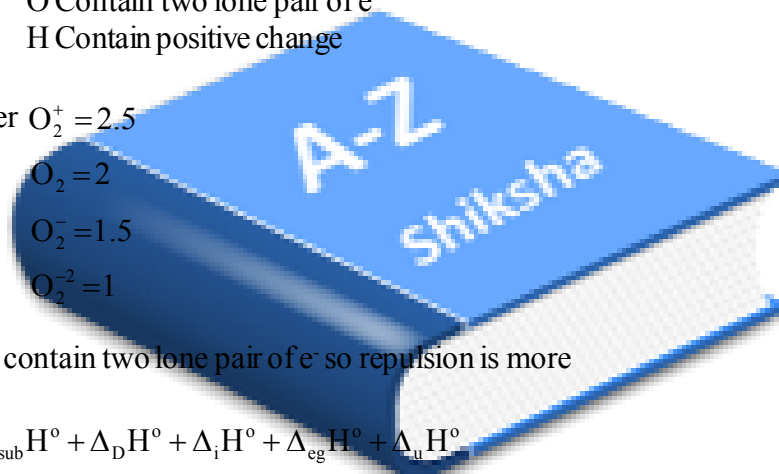 O Contain two lone pair of e
H Contain positive change
A-Z
er O₂⁺ = 2.5
Shiksha
O₂ = 2
O₂⁻ = 1.5
O₂⁻² = 1
contain two lone pair of e⁻ so repulsion is more
subH° + Δ_DH° + Δ_iH° + Δ_egH° + Δ_uH°